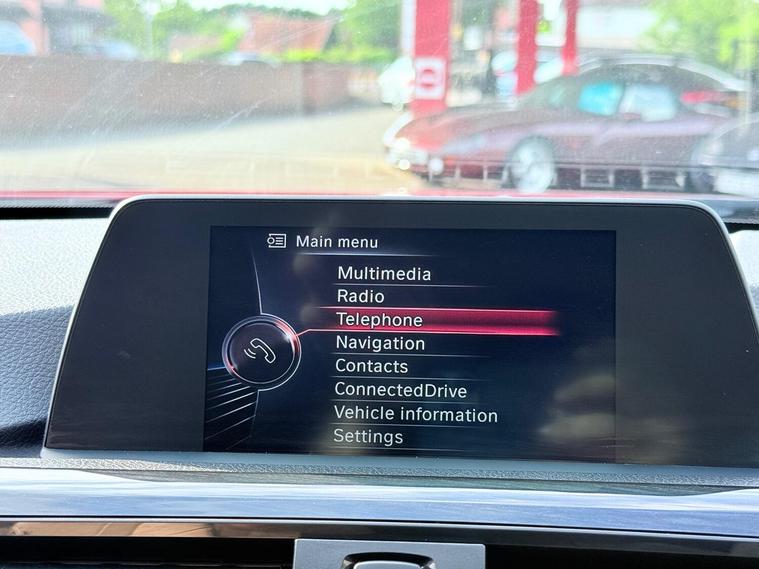 Main menu
Multimedia
Radio
Telephone
Navigation
Contacts
ConnectedDrive
Vehicle information
Settings